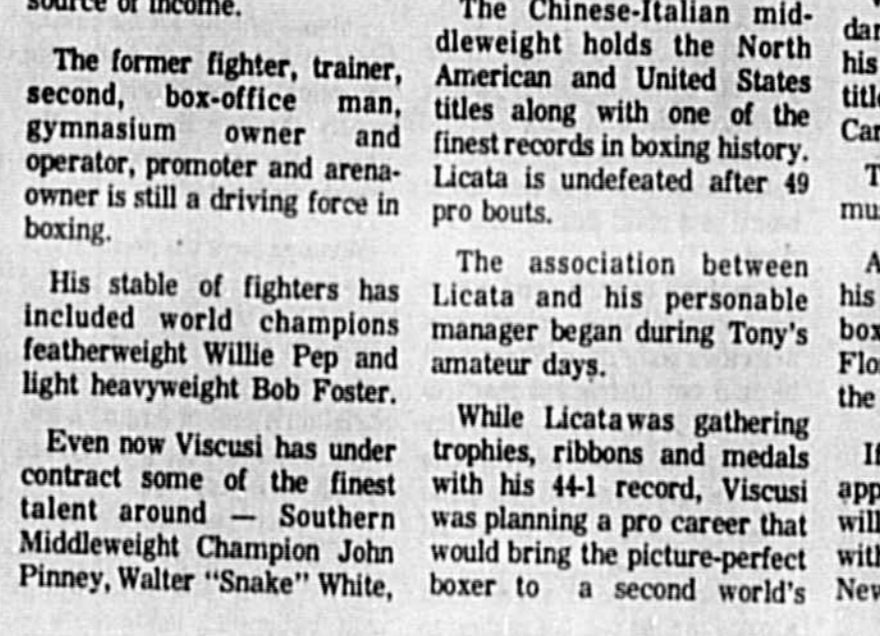 source of income.
The former fighter, trainer,
second, box-office man,
gymnasium owner and
operator, promoter and arena-
owner is still a driving force in
boxing.
His stable of fighters has
included world champions
featherweight Willie Pep and
light heavyweight Bob Foster.
Even now Viscusi has under
contract some of the finest
talent around — Southern
Middleweight Champion John
Pinney, Walter "Snake" White,
The Chinese-Italian mid-
dleweight holds the North
American and United States
titles along with one of the
finest records in boxing history.
Licata is undefeated after 49
pro bouts.
The association between
Licata and his personable
manager began during Tony's
amateur days.
While Licata was gathering
trophies, ribbons and medals
with his 44-1 record, Viscusi
was planning a pro career that
would bring the picture-perfect
boxer to a second world's
his
his
the